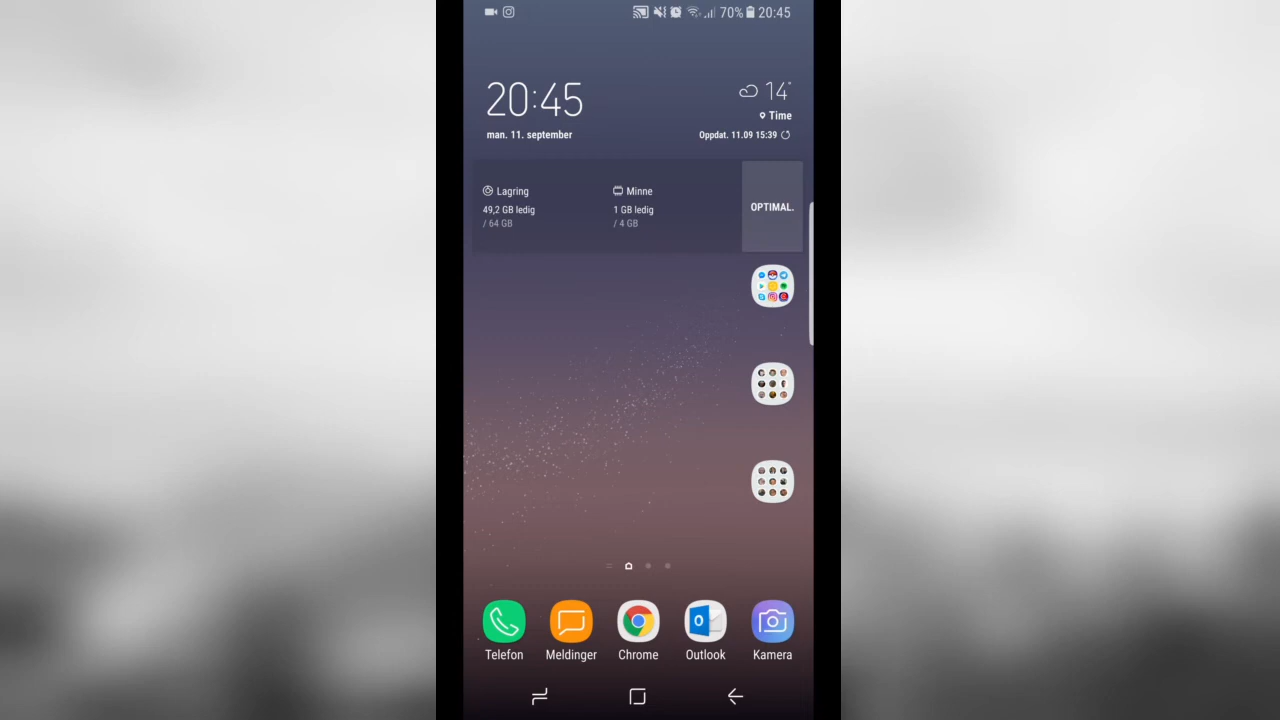 70% 20:45
20:45
14°
Time
man. 11. september
Oppdat. 11.09 15:39
Lagring
Minne
OPTIMAL.
49,2 GB ledig
1 GB ledig
/ 64 GB
/ 4 GB
Telefon
Meldinger
Chrome
Outlook
Kamera